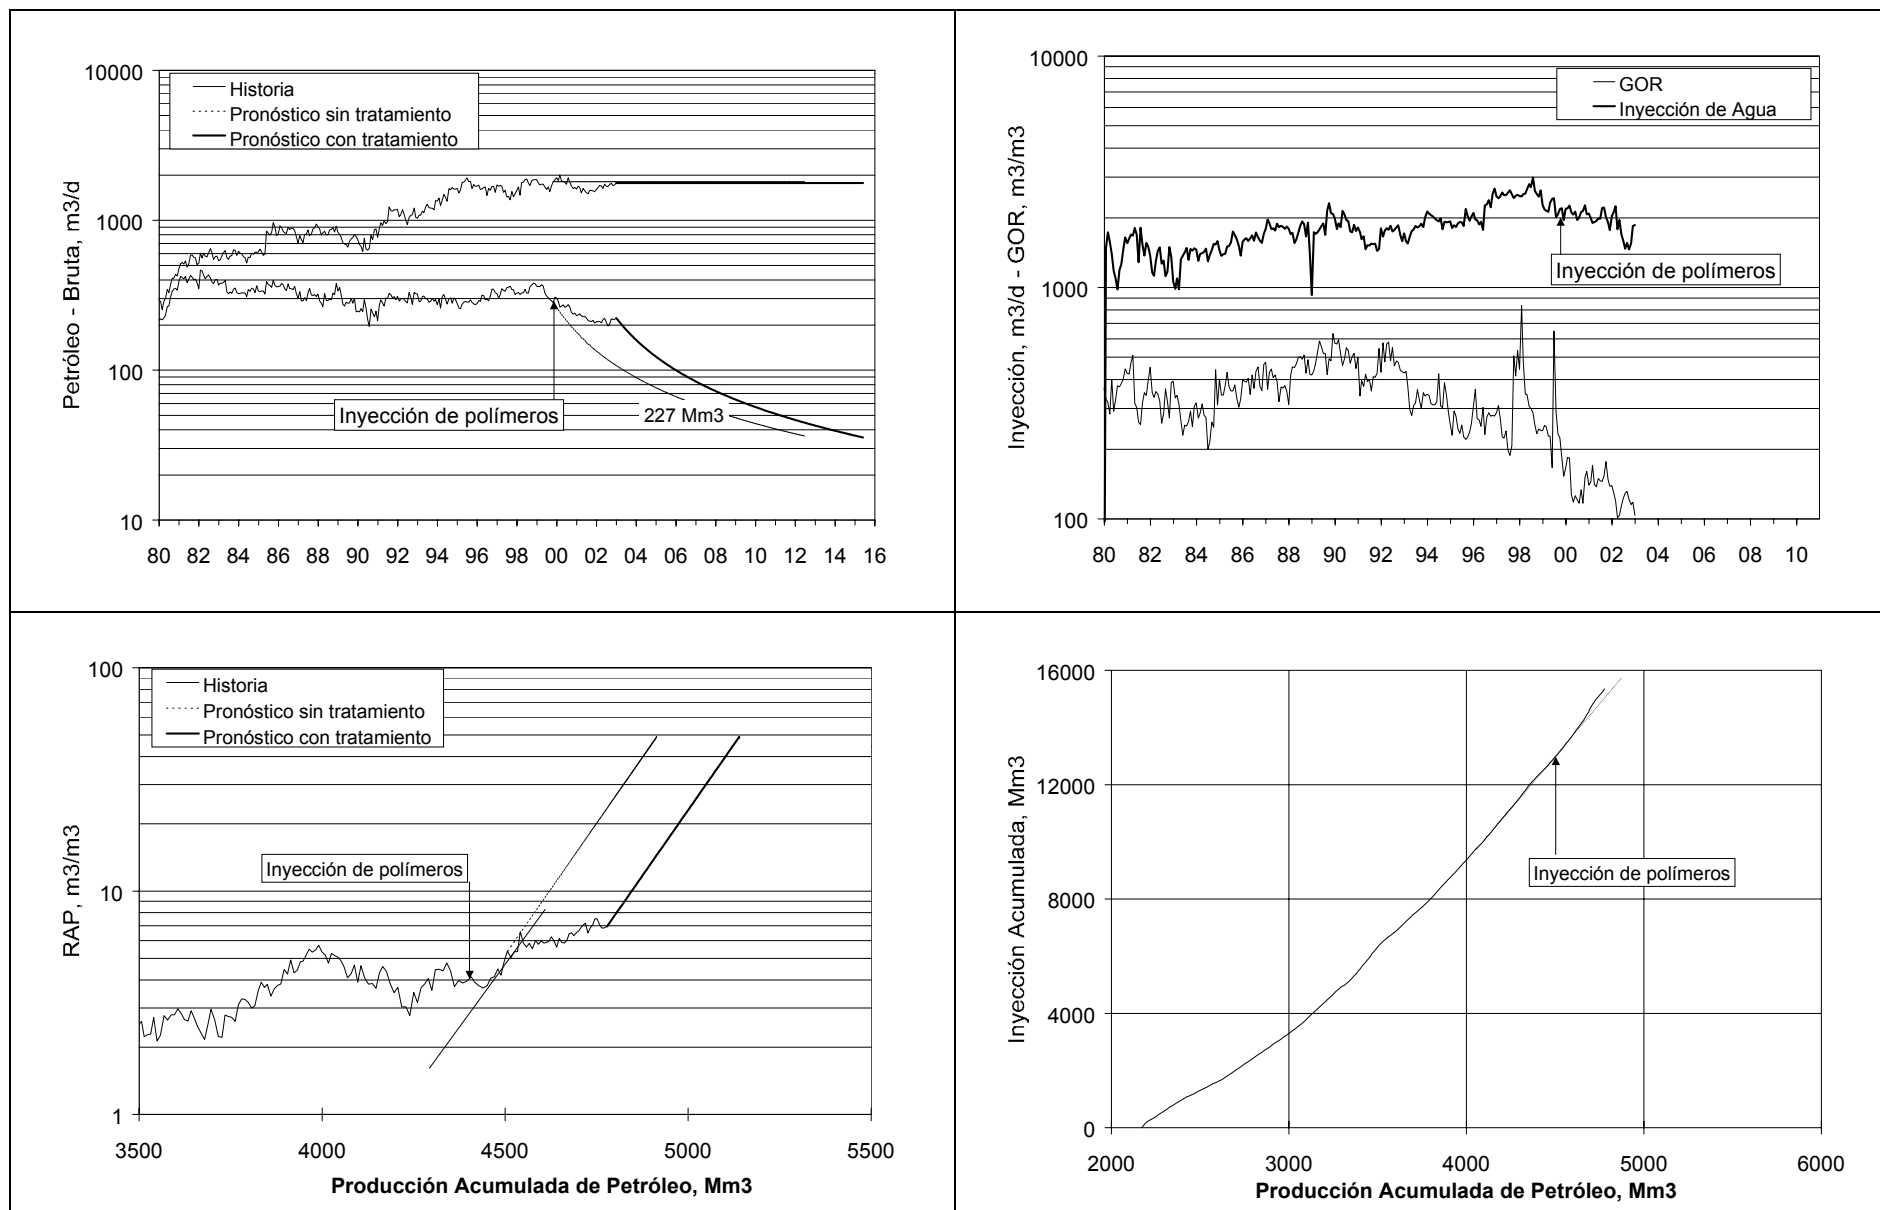 10000
1000
100
10
Petróleo - Bruta, m3/d
Historia
Pronóstico sin tratamiento
Pronóstico con tratamiento
Inyección de polímeros
227 Mm3
80 82 84 86 88 90 92 94 96 98 00 02 04 06 08 10 12 14 16
10000
1000
100
Inyección, m3/d - GOR, m3/m3
GOR
Inyección de Agua
Inyección de polímeros
80 82 84 86 88 90 92 94 96 98 00 02 04 06 08 10
100
10
1
RAP, m3/m3
Historia
Pronóstico sin tratamiento
Pronóstico con tratamiento
Inyección de polímeros
3500 4000 4500 5000 5500
Producción Acumulada de Petróleo, Mm3
16000
12000
8000
4000
0
Inyección Acumulada, Mm3
Inyección de polímeros
2000 3000 4000 5000 6000
Producción Acumulada de Petróleo, Mm3